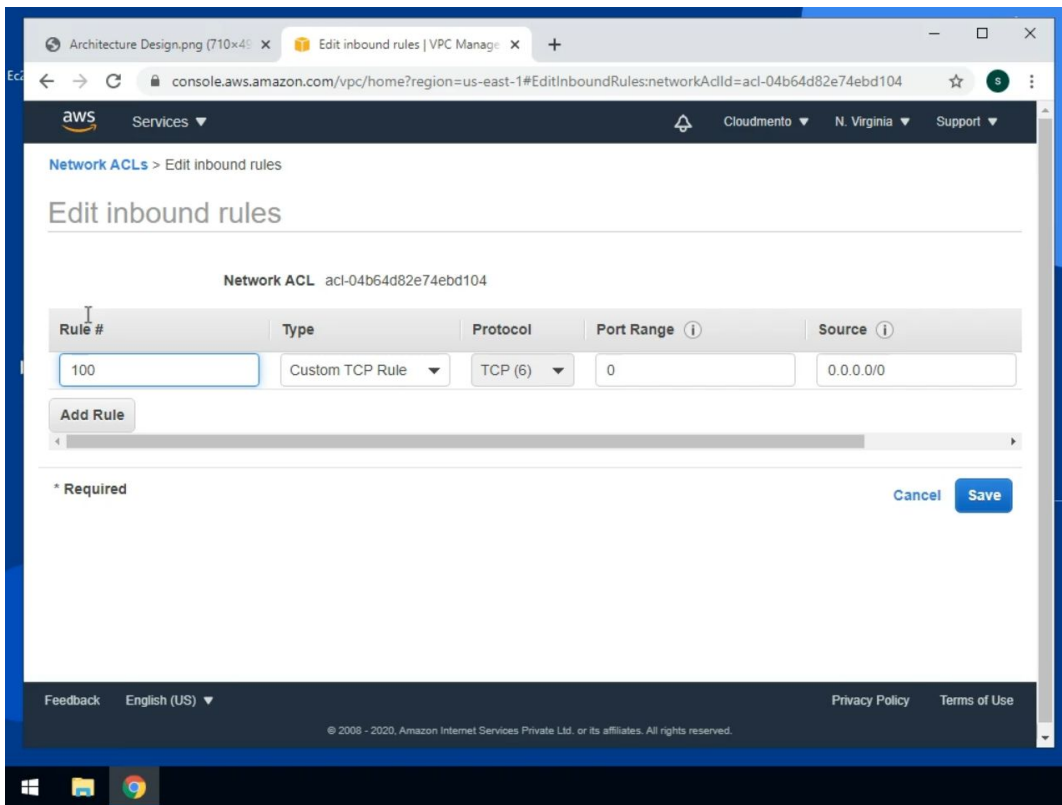 Architecture Design.png (710×49
Edit inbound rules | VPC Manage
Ec2
console.aws.amazon.com/vpc/home?region=us-east-1#EditInboundRules:networkAclId=acl-04b64d82e74ebd104
S
aws Services Cloudmento N. Virginia Support
Network ACLs > Edit inbound rules
Edit inbound rules
Network ACL acl-04b64d82e74ebd104
Rule # Type Protocol Port Range i Source i
100 Custom TCP Rule TCP (6) 0 0.0.0.0/0
Add Rule
* Required
Cancel Save
Feedback English (US) Privacy Policy Terms of Use
© 2008 - 2020, Amazon Internet Services Private Ltd. or its affiliates. All rights reserved.